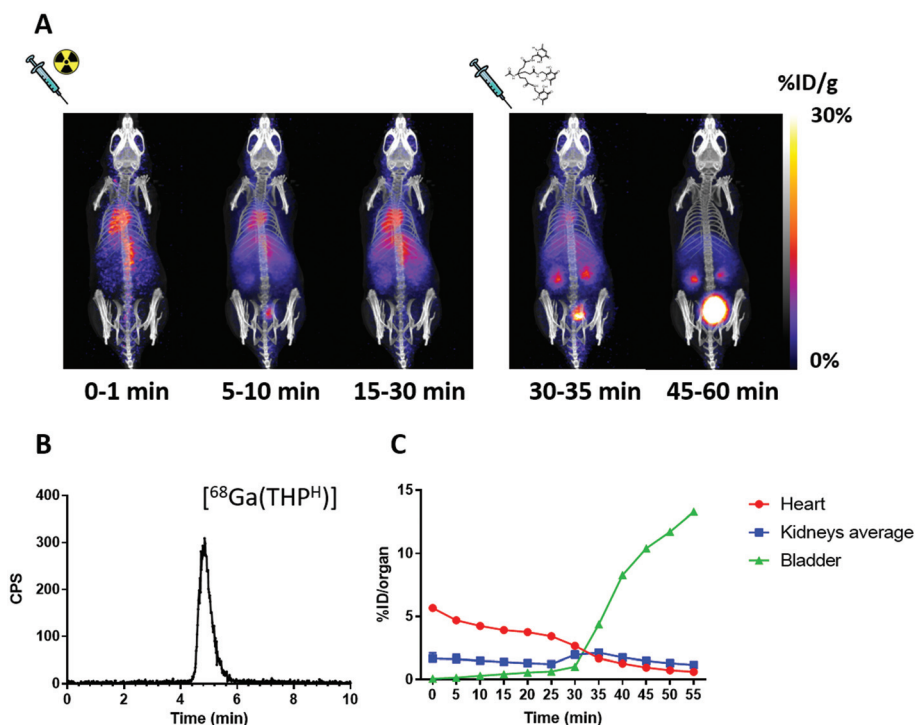 A
%ID/g
30%
0%
0-1 min
5-10 min
15-30 min
30-35 min
45-60 min
B
[⁶⁸Ga(THPᴴ)]
400
300
200
100
0
CPS
0 2 4 6 8 10
Time (min)
C
15
10
5
0
%ID/organ
0 5 10 15 20 25 30 35 40 45 50 55
Time (min)
Heart
Kidneys average
Bladder